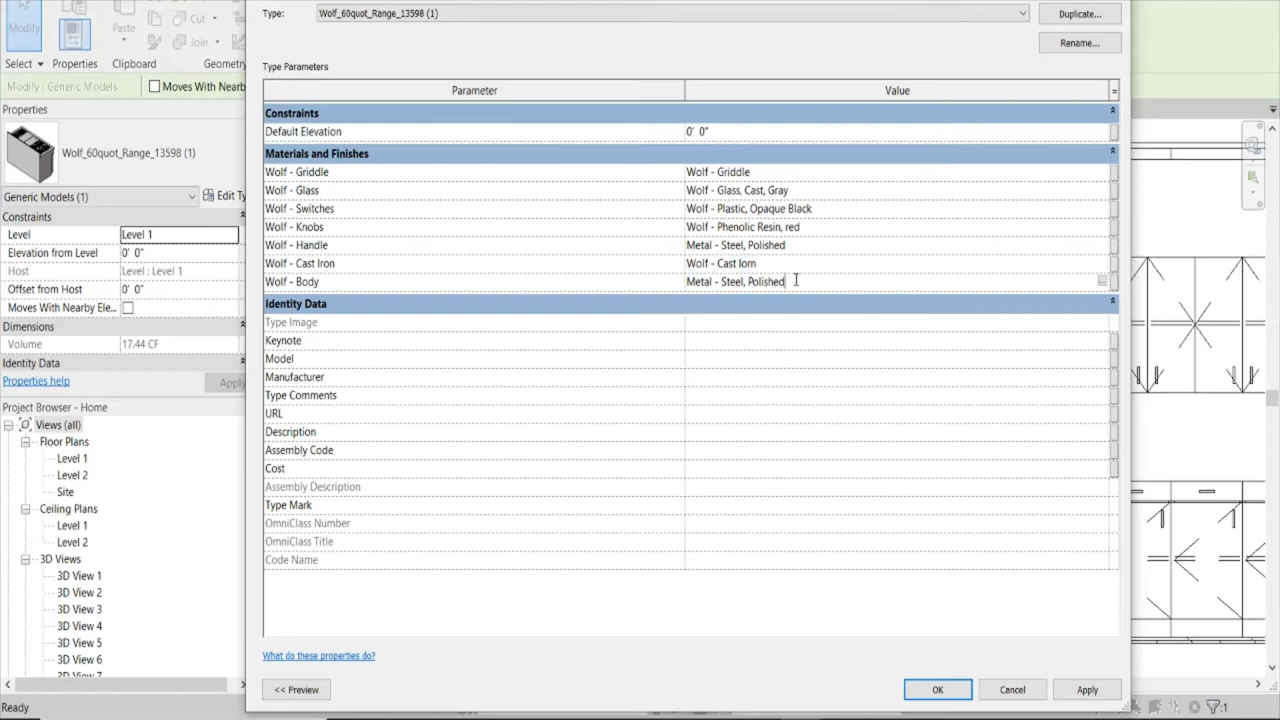 Type: Wolf_60quot_Range_13598 (1)
Duplicate...
Rename...
Modify
Paste
Cut
Join
Select
Properties
Clipboard
Geometry
Modify | Generic Models
Moves With Nearby
Properties
Wolf_60quot_Range_13598 (1)
Generic Models (1)
Edit Ty
Constraints
Level Level 1
Elevation from Level 0' 0"
Host Level : Level 1
Offset from Host 0' 0"
Moves With Nearby Ele...
Dimensions
Volume 17.44 CF
Identity Data
Properties help
Apply
Project Browser - Home
Views (all)
Floor Plans
Level 1
Level 2
Site
Ceiling Plans
Level 1
Level 2
3D Views
3D View 1
3D View 2
3D View 3
3D View 4
3D View 5
3D View 6
Ready
Type Parameters
Parameter Value =
Constraints
Default Elevation 0' 0"
Materials and Finishes
Wolf - Griddle Wolf - Griddle
Wolf - Glass Wolf - Glass, Cast, Gray
Wolf - Switches Wolf - Plastic, Opaque Black
Wolf - Knobs Wolf - Phenolic Resin, red
Wolf - Handle Metal - Steel, Polished
Wolf - Cast Iron Wolf - Cast Iorn
Wolf - Body Metal - Steel, Polished
Identity Data
Type Image
Keynote
Model
Manufacturer
Type Comments
URL
Description
Assembly Code
Cost
Assembly Description
Type Mark
OmniClass Number
OmniClass Title
Code Name
What do these properties do?
<< Preview
OK
Cancel
Apply
:1